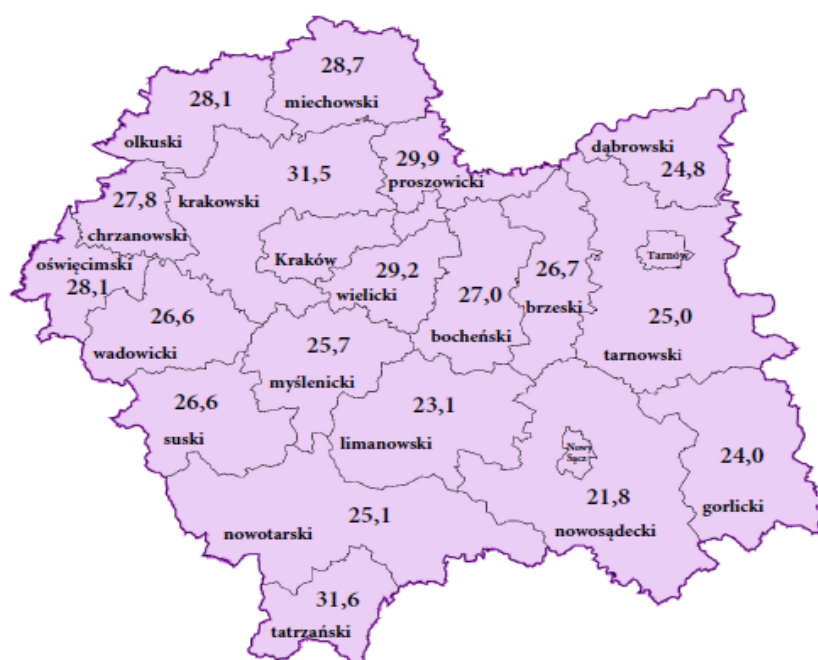 28,7
miechowski
28,1
olkuski
dąbrowski
24,8
29,9
proszowicki
31,5
krakowski
27,8
chrzanowski
oświęcimski
28,1
Kraków
29,2
wielicki
26,7
brzeski
27,0
bocheński
Tarnów
25,0
tarnowski
26,6
wadowicki
25,7
myślenicki
26,6
suski
23,1
limanowski
Nowy
Sącz
24,0
gorlicki
21,8
nowosądecki
25,1
nowotarski
31,6
tatrzański